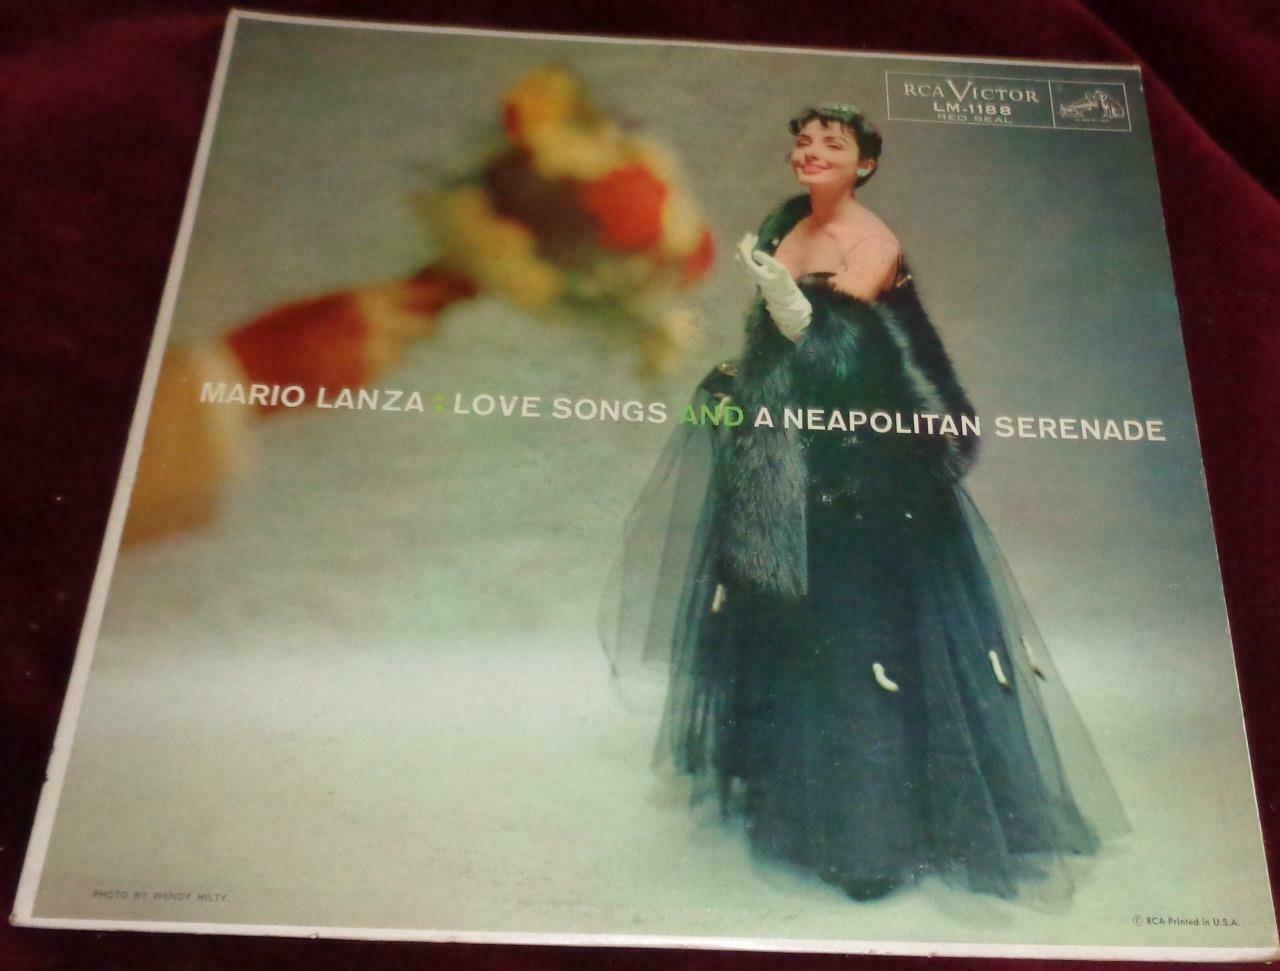 RCA VICTOR
LM-1188
RED SEAL
MARIO LANZA : LOVE SONGS AND A NEAPOLITAN SERENADE
PHOTO BY WENDY HILTY
© RCA Printed in U.S.A.